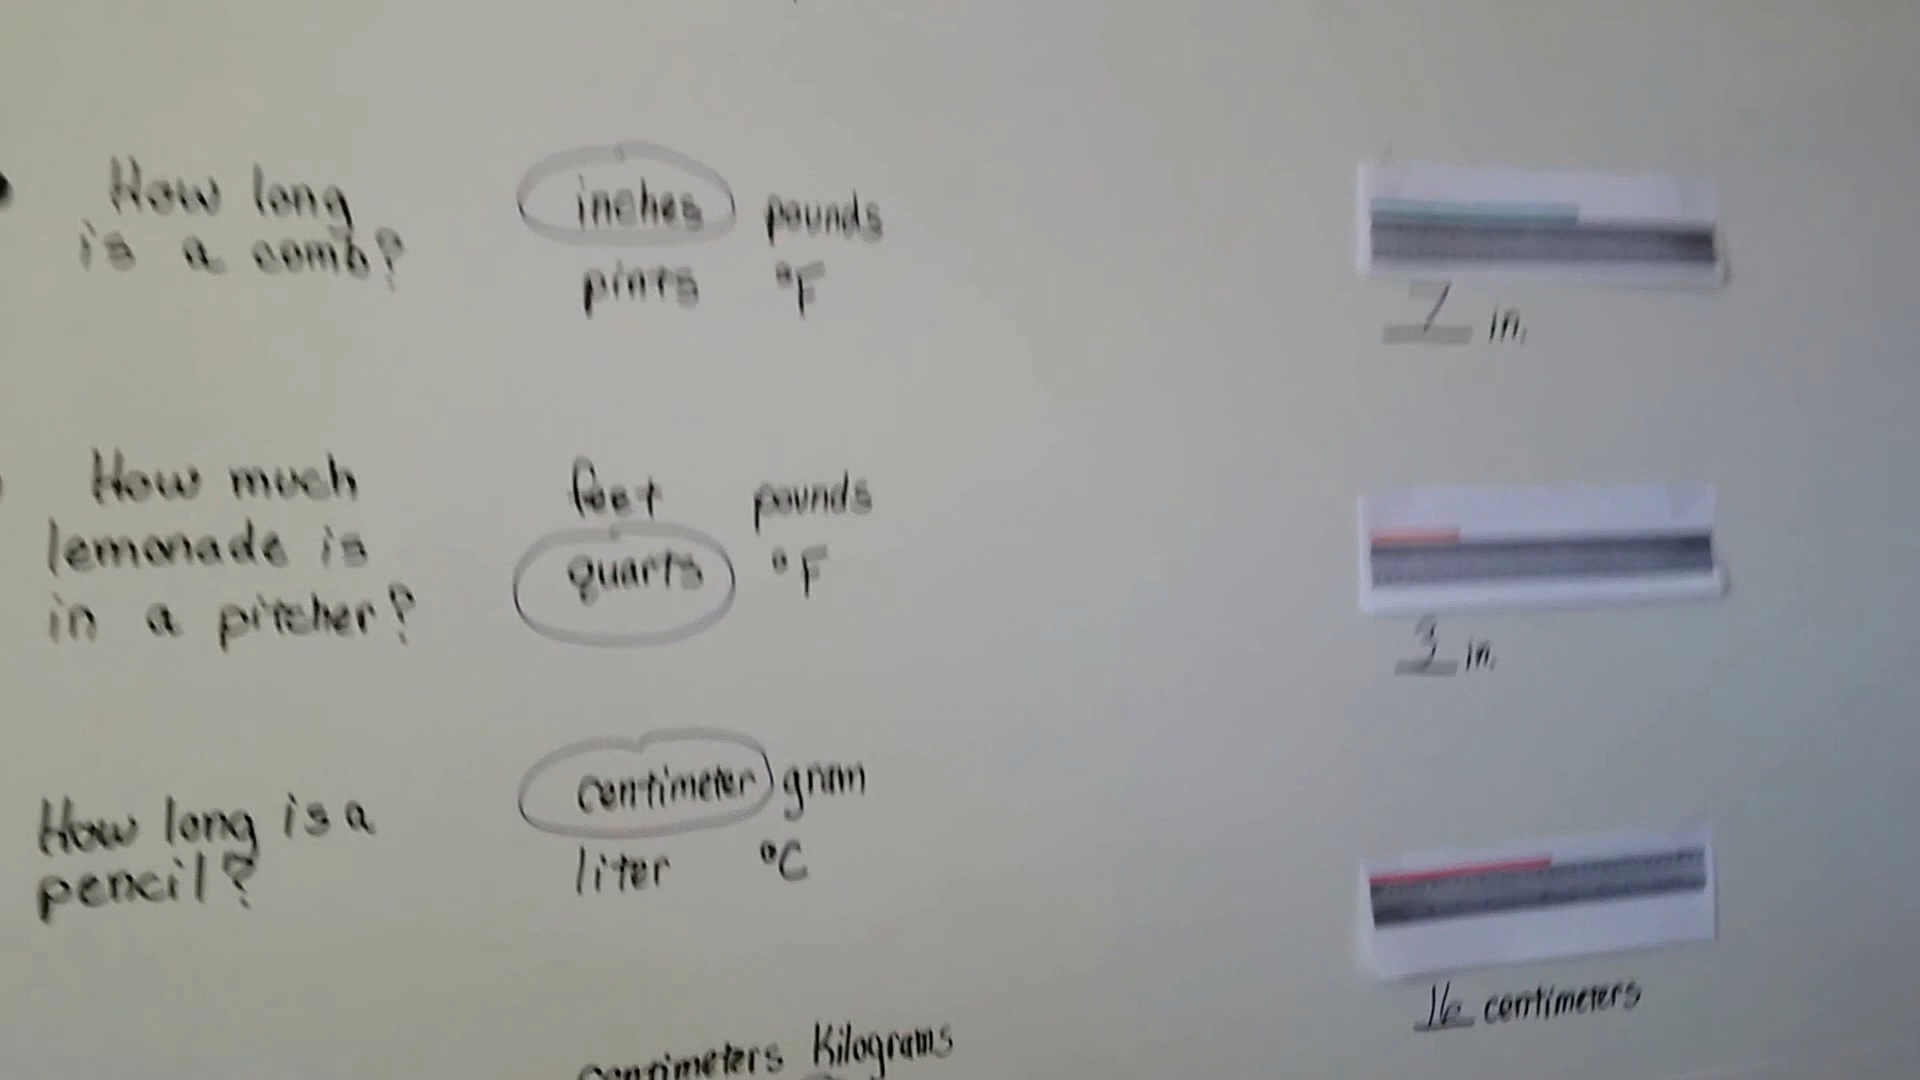 How long
is a comb?
inches pounds
pints °F
7 in.
How much
lemonade is
in a pitcher?
feet pounds
quarts °F
3 in.
How long is a
pencil?
centimeter gram
liter °C
16 centimeters
centimeters Kilograms